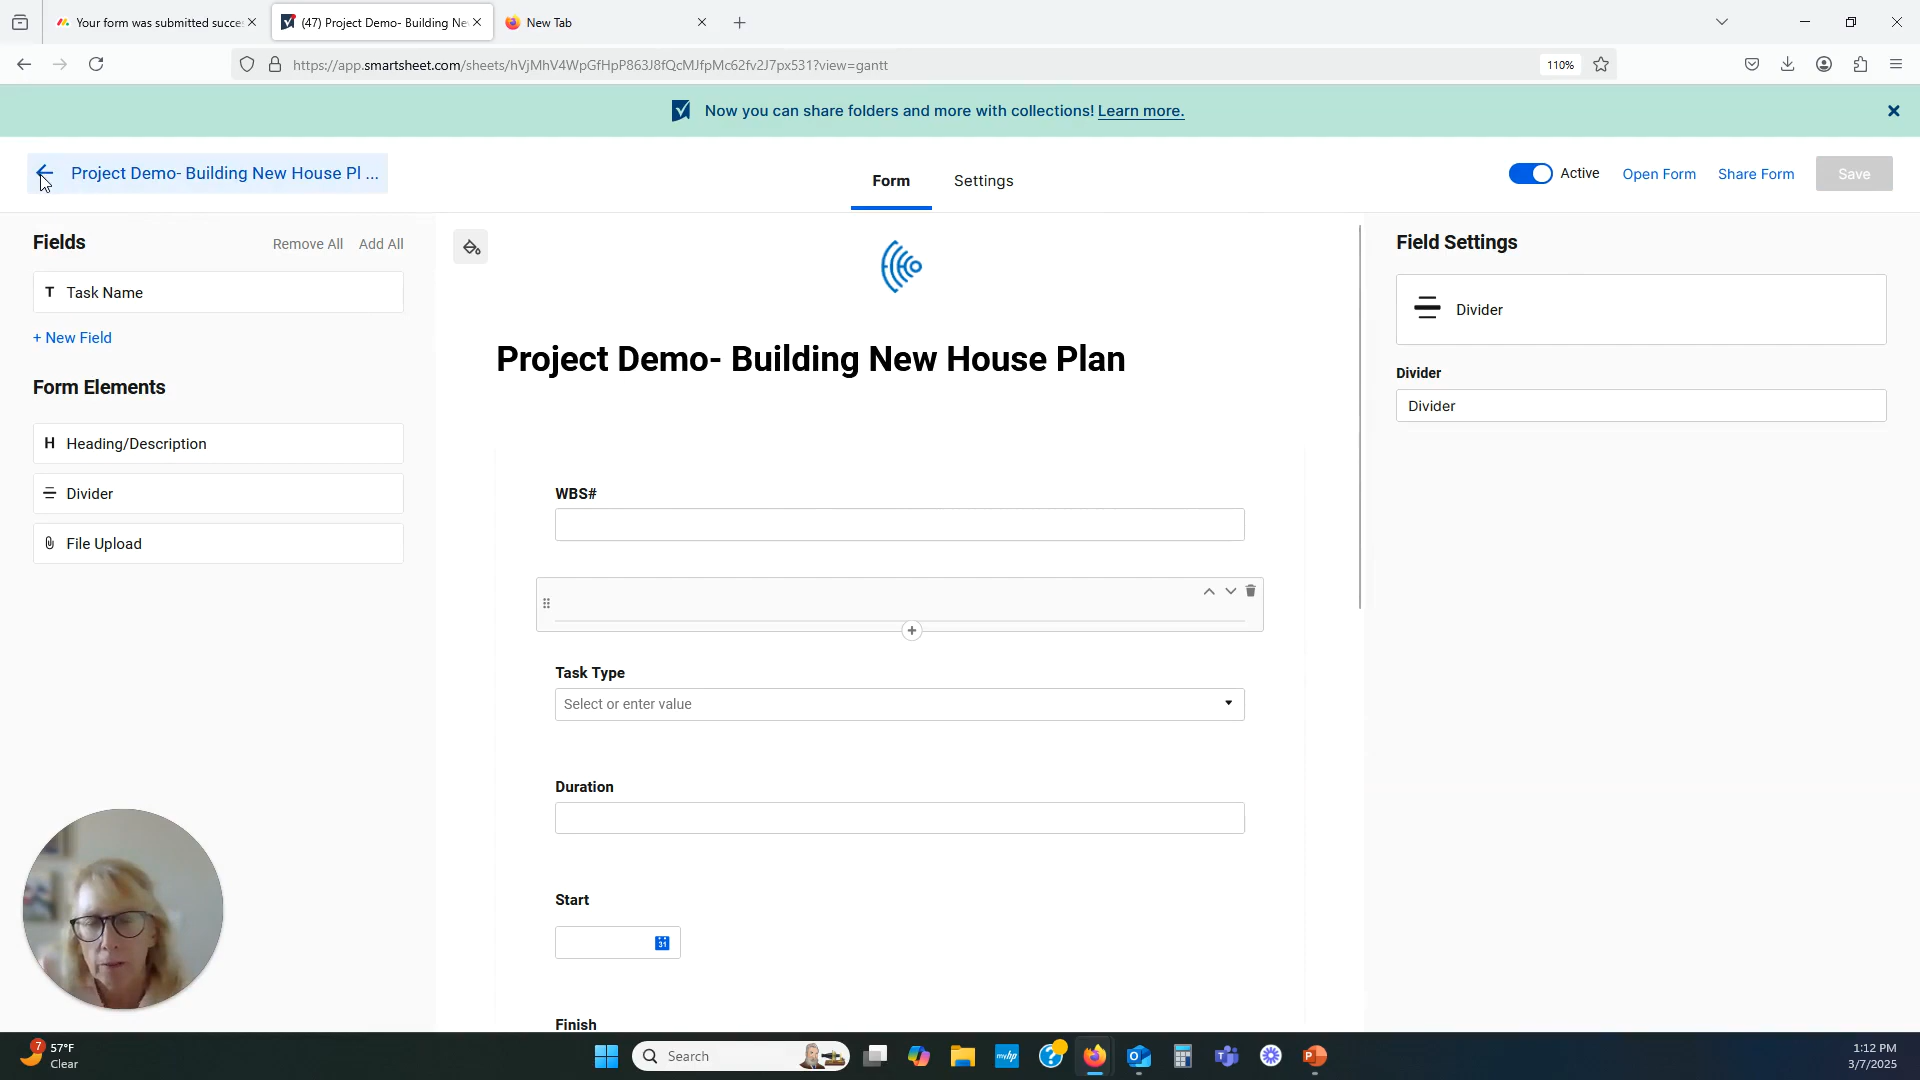 Your form was submitted succe
(47) Project Demo- Building Ne
New Tab
https://app.smartsheet.com/sheets/hVjMhV4WpGfHpP863J8fQcMJfpMc62fv2J7px531?view=gantt
110%
Now you can share folders and more with collections! Learn more.
Project Demo- Building New House Pl ...
Form
Settings
Active
Open Form
Share Form
Save
Fields
Remove All
Add All
T Task Name
+ New Field
Form Elements
H Heading/Description
Divider
File Upload
Project Demo- Building New House Plan
WBS#
Task Type
Select or enter value
Duration
Start
31
Finish
Field Settings
Divider
Divider
Divider
7
57°F
Clear
Search
myhp
1:12 PM
3/7/2025